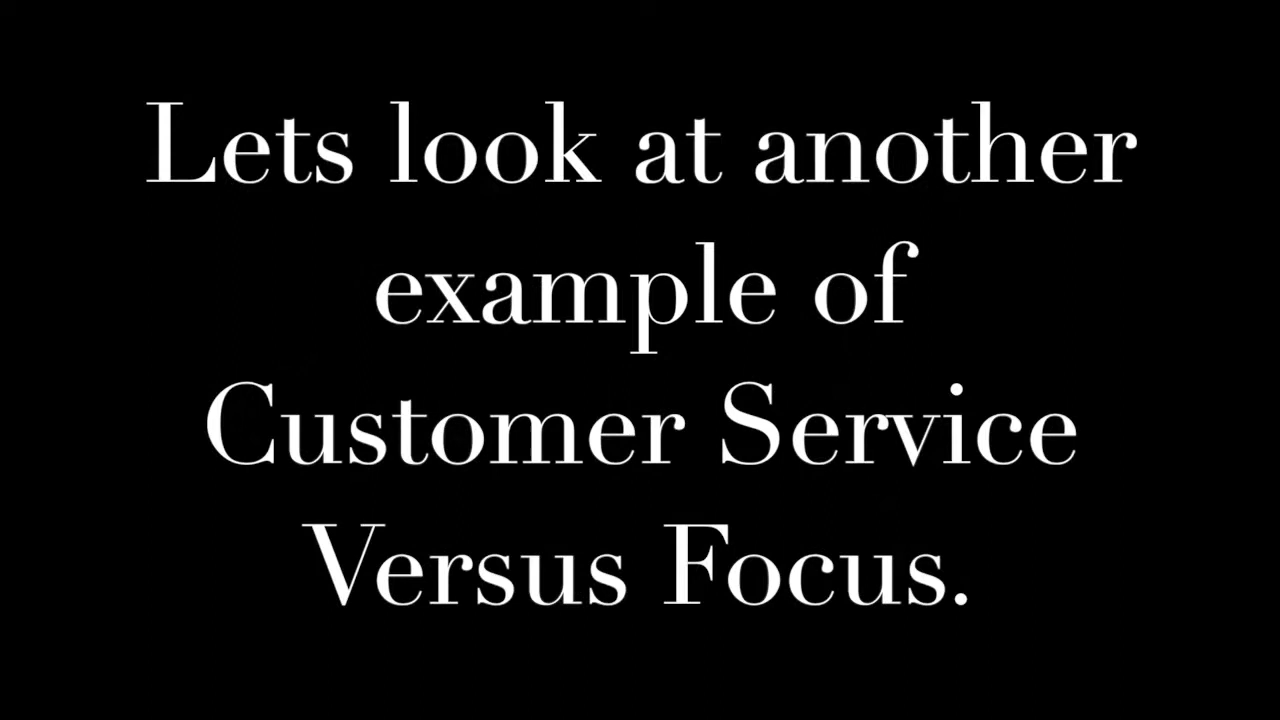 Lets look at another
example of
Customer Service
Versus Focus.